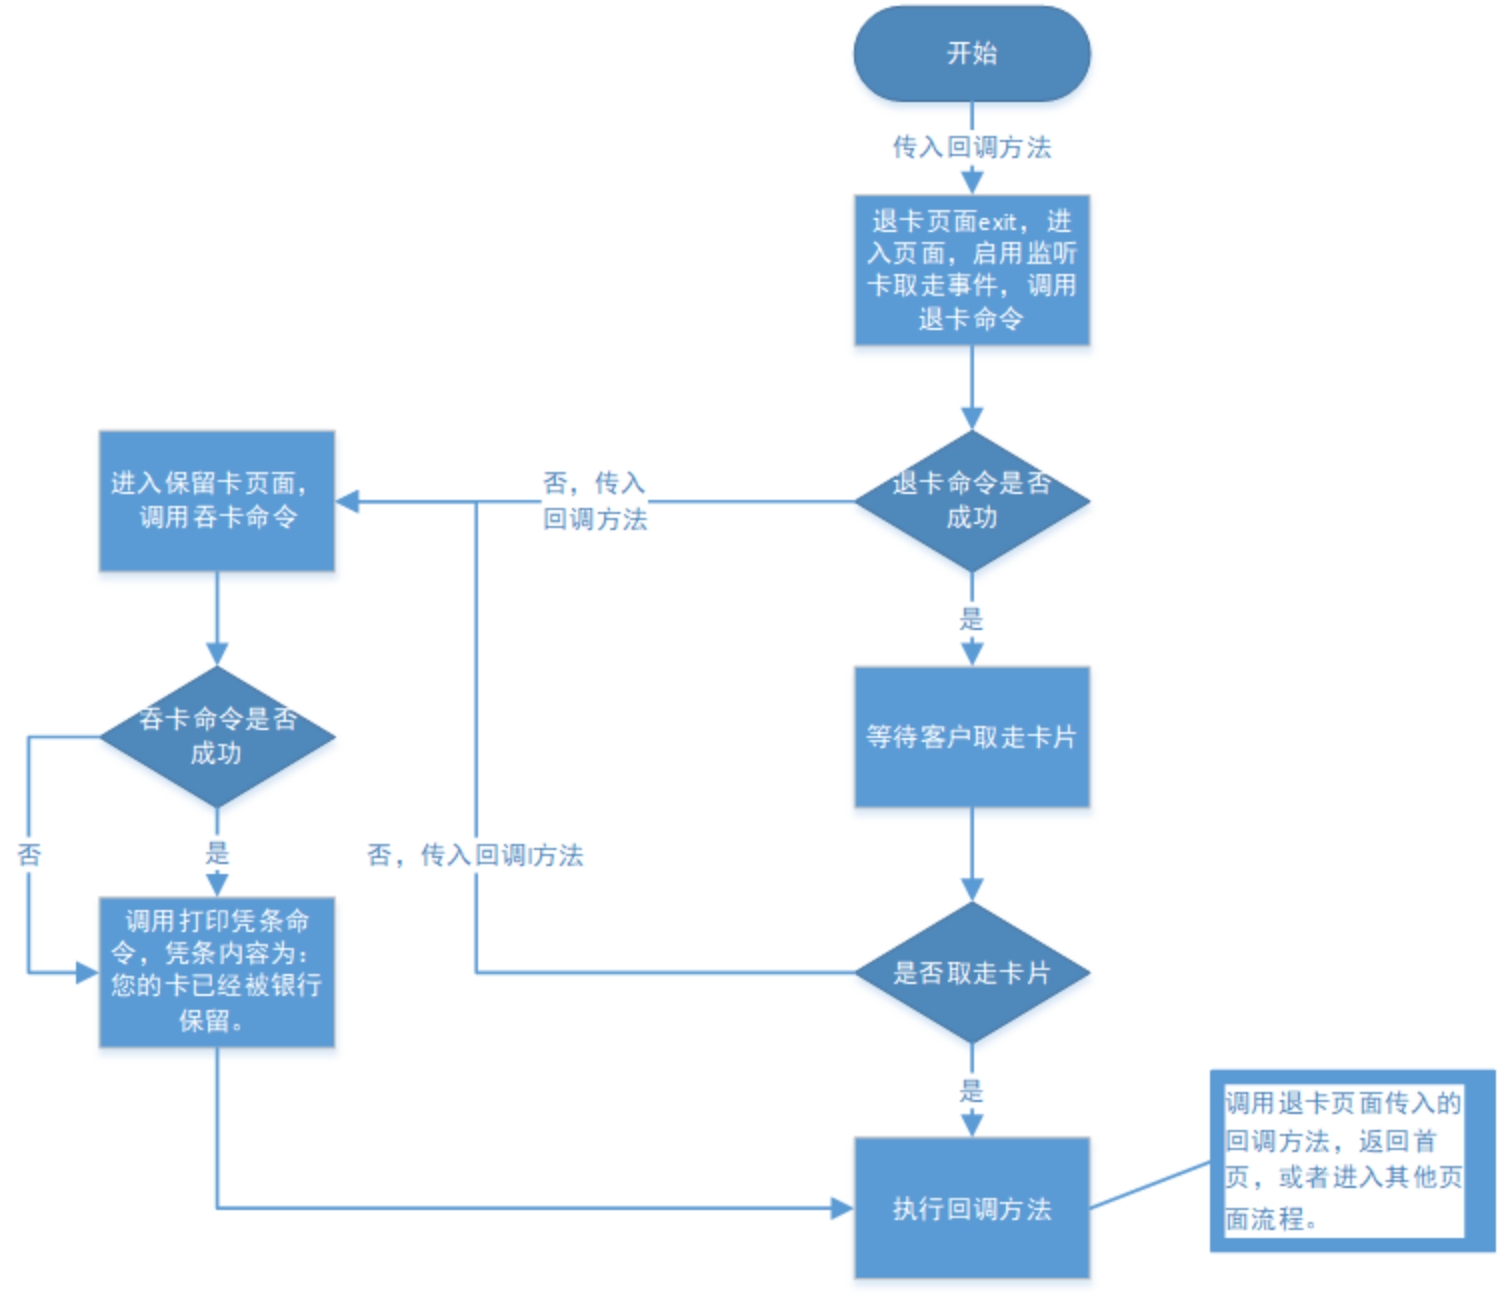 开始
传入回调方法
退卡页面exit，进
入页面，启用监听
卡取走事件，调用
退卡命令
退卡命令是否
成功
否，传入
回调方法
进入保留卡页面，
调用吞卡命令
是
吞卡命令是否
成功
等待客户取走卡片
否
是
否，传入回调l方法
调用打印凭条命
令，凭条内容为：
您的卡已经被银行
保留。
是否取走卡片
是
执行回调方法
调用退卡页面传入的
回调方法，返回首
页，或者进入其他页
面流程。